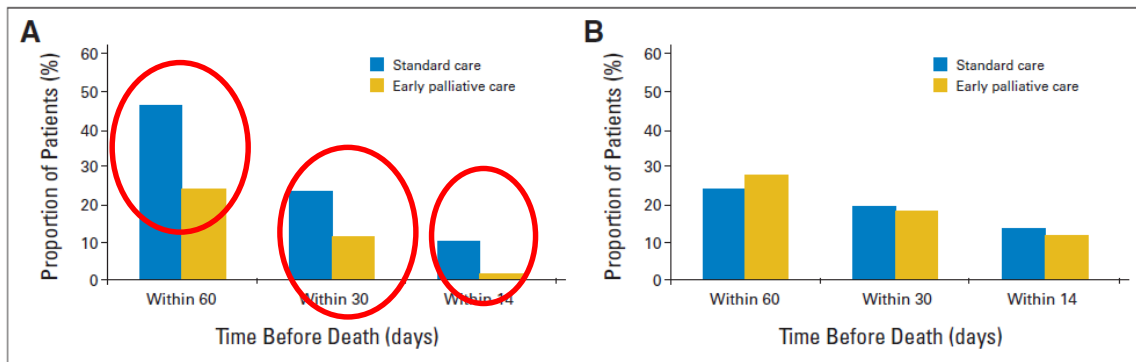 A
Proportion of Patients (%)
60
50
40
30
20
10
0
Standard care
Early palliative care
Within 60
Within 30
Within 14
Time Before Death (days)
B
Proportion of Patients (%)
60
50
40
30
20
10
0
Standard care
Early palliative care
Within 60
Within 30
Within 14
Time Before Death (days)